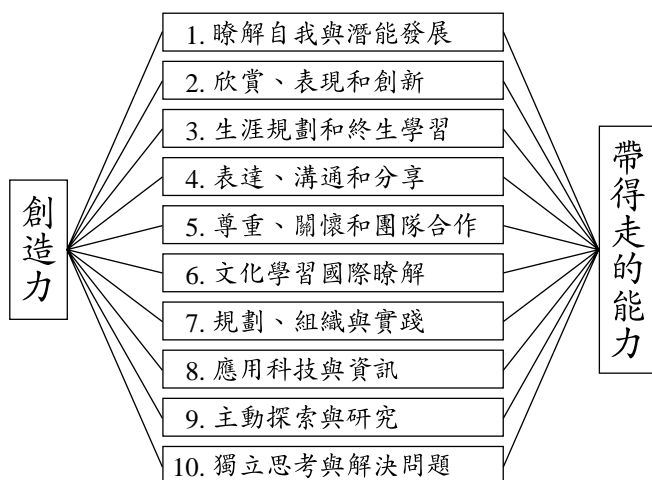 創造力
1. 瞭解自我與潛能發展
2. 欣賞、表現和創新
3. 生涯規劃和終生學習
4. 表達、溝通和分享
5. 尊重、關懷和團隊合作
6. 文化學習國際瞭解
7. 規劃、組織與實踐
8. 應用科技與資訊
9. 主動探索與研究
10. 獨立思考與解決問題
帶得走的能力